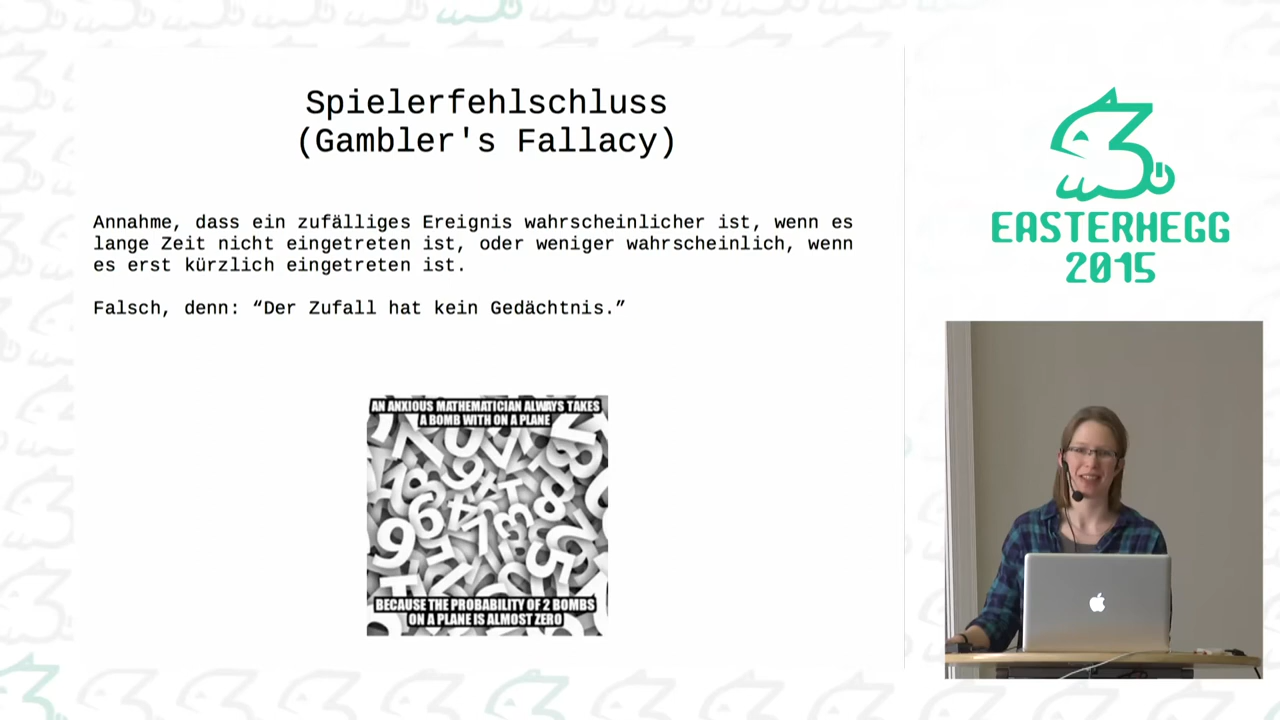 Spielerfehlschluss
(Gambler's Fallacy)
Annahme, dass ein zufälliges Ereignis wahrscheinlicher ist, wenn es
lange Zeit nicht eingetreten ist, oder weniger wahrscheinlich, wenn
es erst kürzlich eingetreten ist.
Falsch, denn: “Der Zufall hat kein Gedächtnis.”
AN ANXIOUS MATHEMATICIAN ALWAYS TAKES
A BOMB WITH ON A PLANE
BECAUSE THE PROBABILITY OF 2 BOMBS
ON A PLANE IS ALMOST ZERO
EASTERHEGG
2015